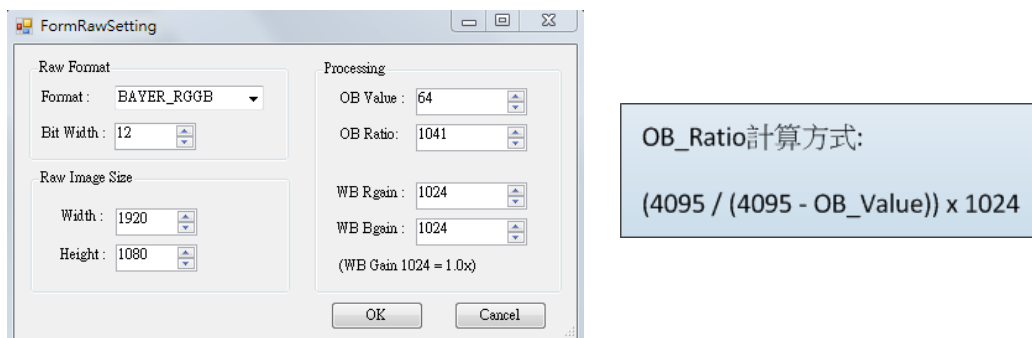 FormRawSetting
Raw Format
Format : BAYER_RGGB
Bit Width : 12
Raw Image Size
Width : 1920
Height : 1080
Processing
OB Value : 64
OB Ratio: 1041
WB Rgain : 1024
WB Bgain : 1024
(WB Gain 1024 = 1.0x)
OK Cancel
OB_Ratio計算方式:
(4095 / (4095 - OB_Value)) x 1024